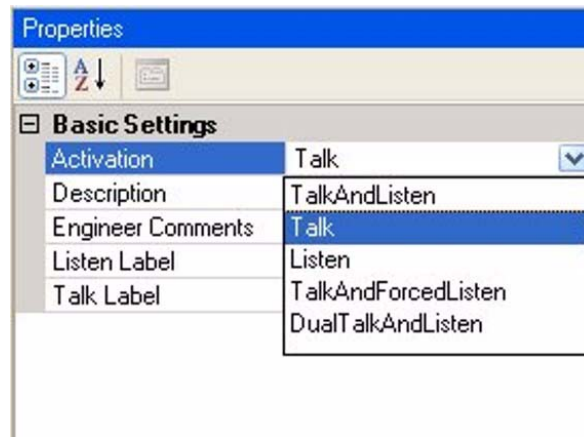 Properties
A Z
Basic Settings
Activation Talk
Description TalkAndListen
Engineer Comments Talk
Listen Label Listen
Talk Label TalkAndForcedListen
DualTalkAndListen